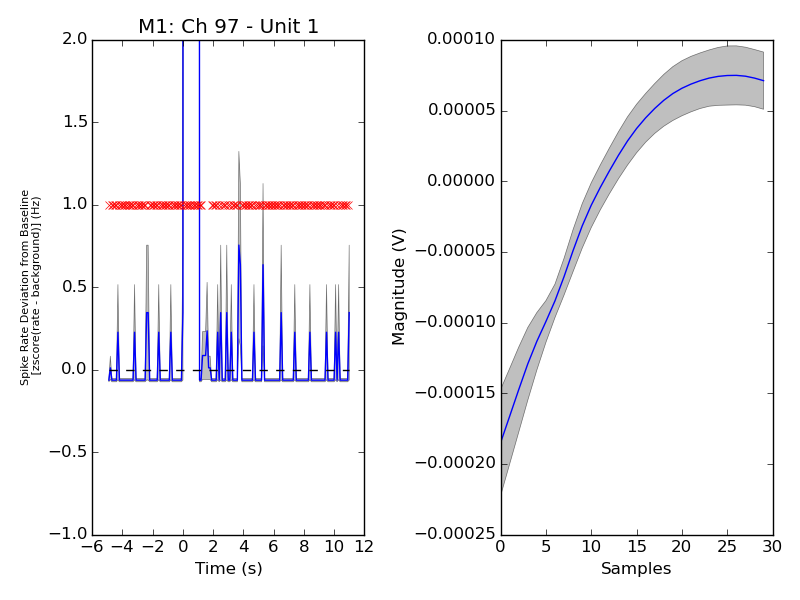 M1: Ch 97 - Unit 1
2.0
1.5
1.0
0.5
0.0
−0.5
−1.0
−6 −4 −2 0 2 4 6 8 10 12
Time (s)
Spike Rate Deviation from Baseline
[zscore(rate - background)] (Hz)
0.00010
0.00005
0.00000
−0.00005
−0.00010
−0.00015
−0.00020
−0.00025
0 5 10 15 20 25 30
Samples
Magnitude (V)